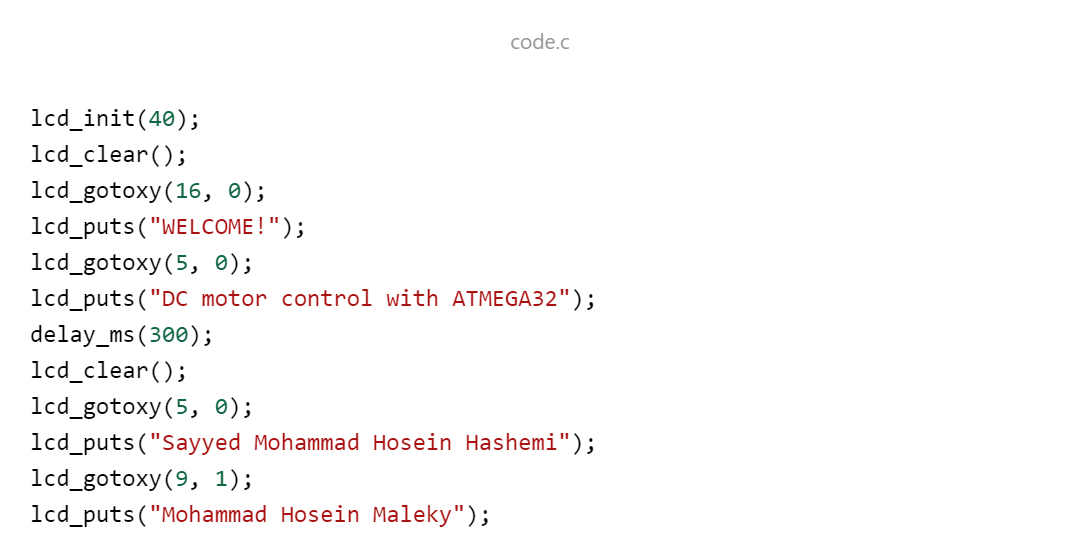 code.c
lcd_init(40);
lcd_clear();
lcd_gotoxy(16, 0);
lcd_puts("WELCOME!");
lcd_gotoxy(5, 0);
lcd_puts("DC motor control with ATMEGA32");
delay_ms(300);
lcd_clear();
lcd_gotoxy(5, 0);
lcd_puts("Sayyed Mohammad Hosein Hashemi");
lcd_gotoxy(9, 1);
lcd_puts("Mohammad Hosein Maleky");